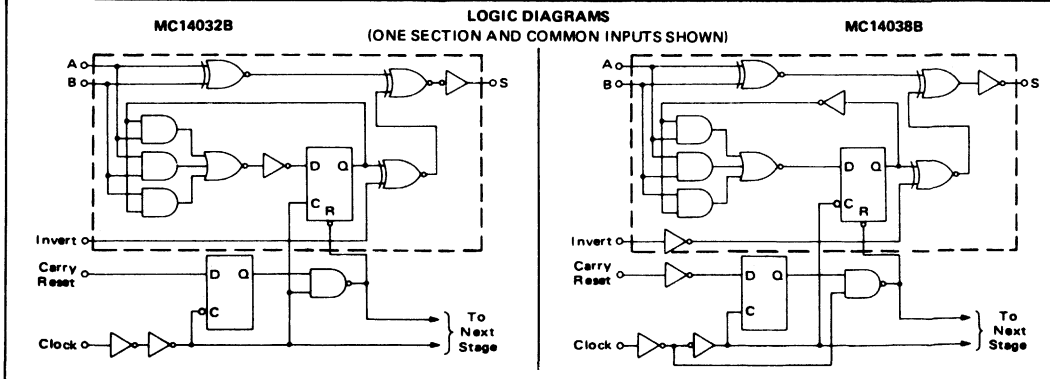 LOGIC DIAGRAMS
(ONE SECTION AND COMMON INPUTS SHOWN)
MC14032B
A
B
S
D Q
C
R
Invert
Carry
Reset
D Q
C
Clock
To
Next
Stage
MC14038B
A
B
S
D Q
C
R
Invert
Carry
Reset
D Q
C
Clock
To
Next
Stage